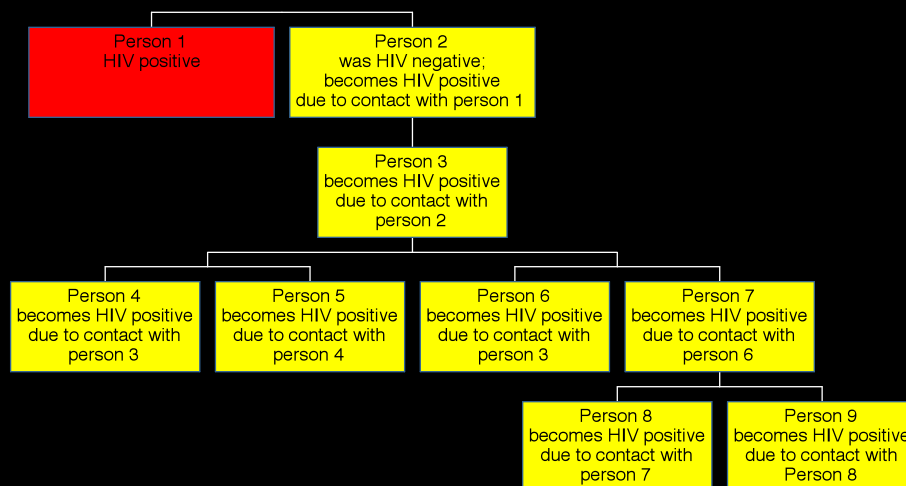 Person 1
HIV positive
Person 2
was HIV negative;
becomes HIV positive
due to contact with person 1
Person 3
becomes HIV positive
due to contact with
person 2
Person 4
becomes HIV positive
due to contact with
person 3
Person 5
becomes HIV positive
due to contact with
person 4
Person 6
becomes HIV positive
due to contact with
person 3
Person 7
becomes HIV positive
due to contact with
person 6
Person 8
becomes HIV positive
due to contact with
person 7
Person 9
becomes HIV positive
due to contact with
Person 8